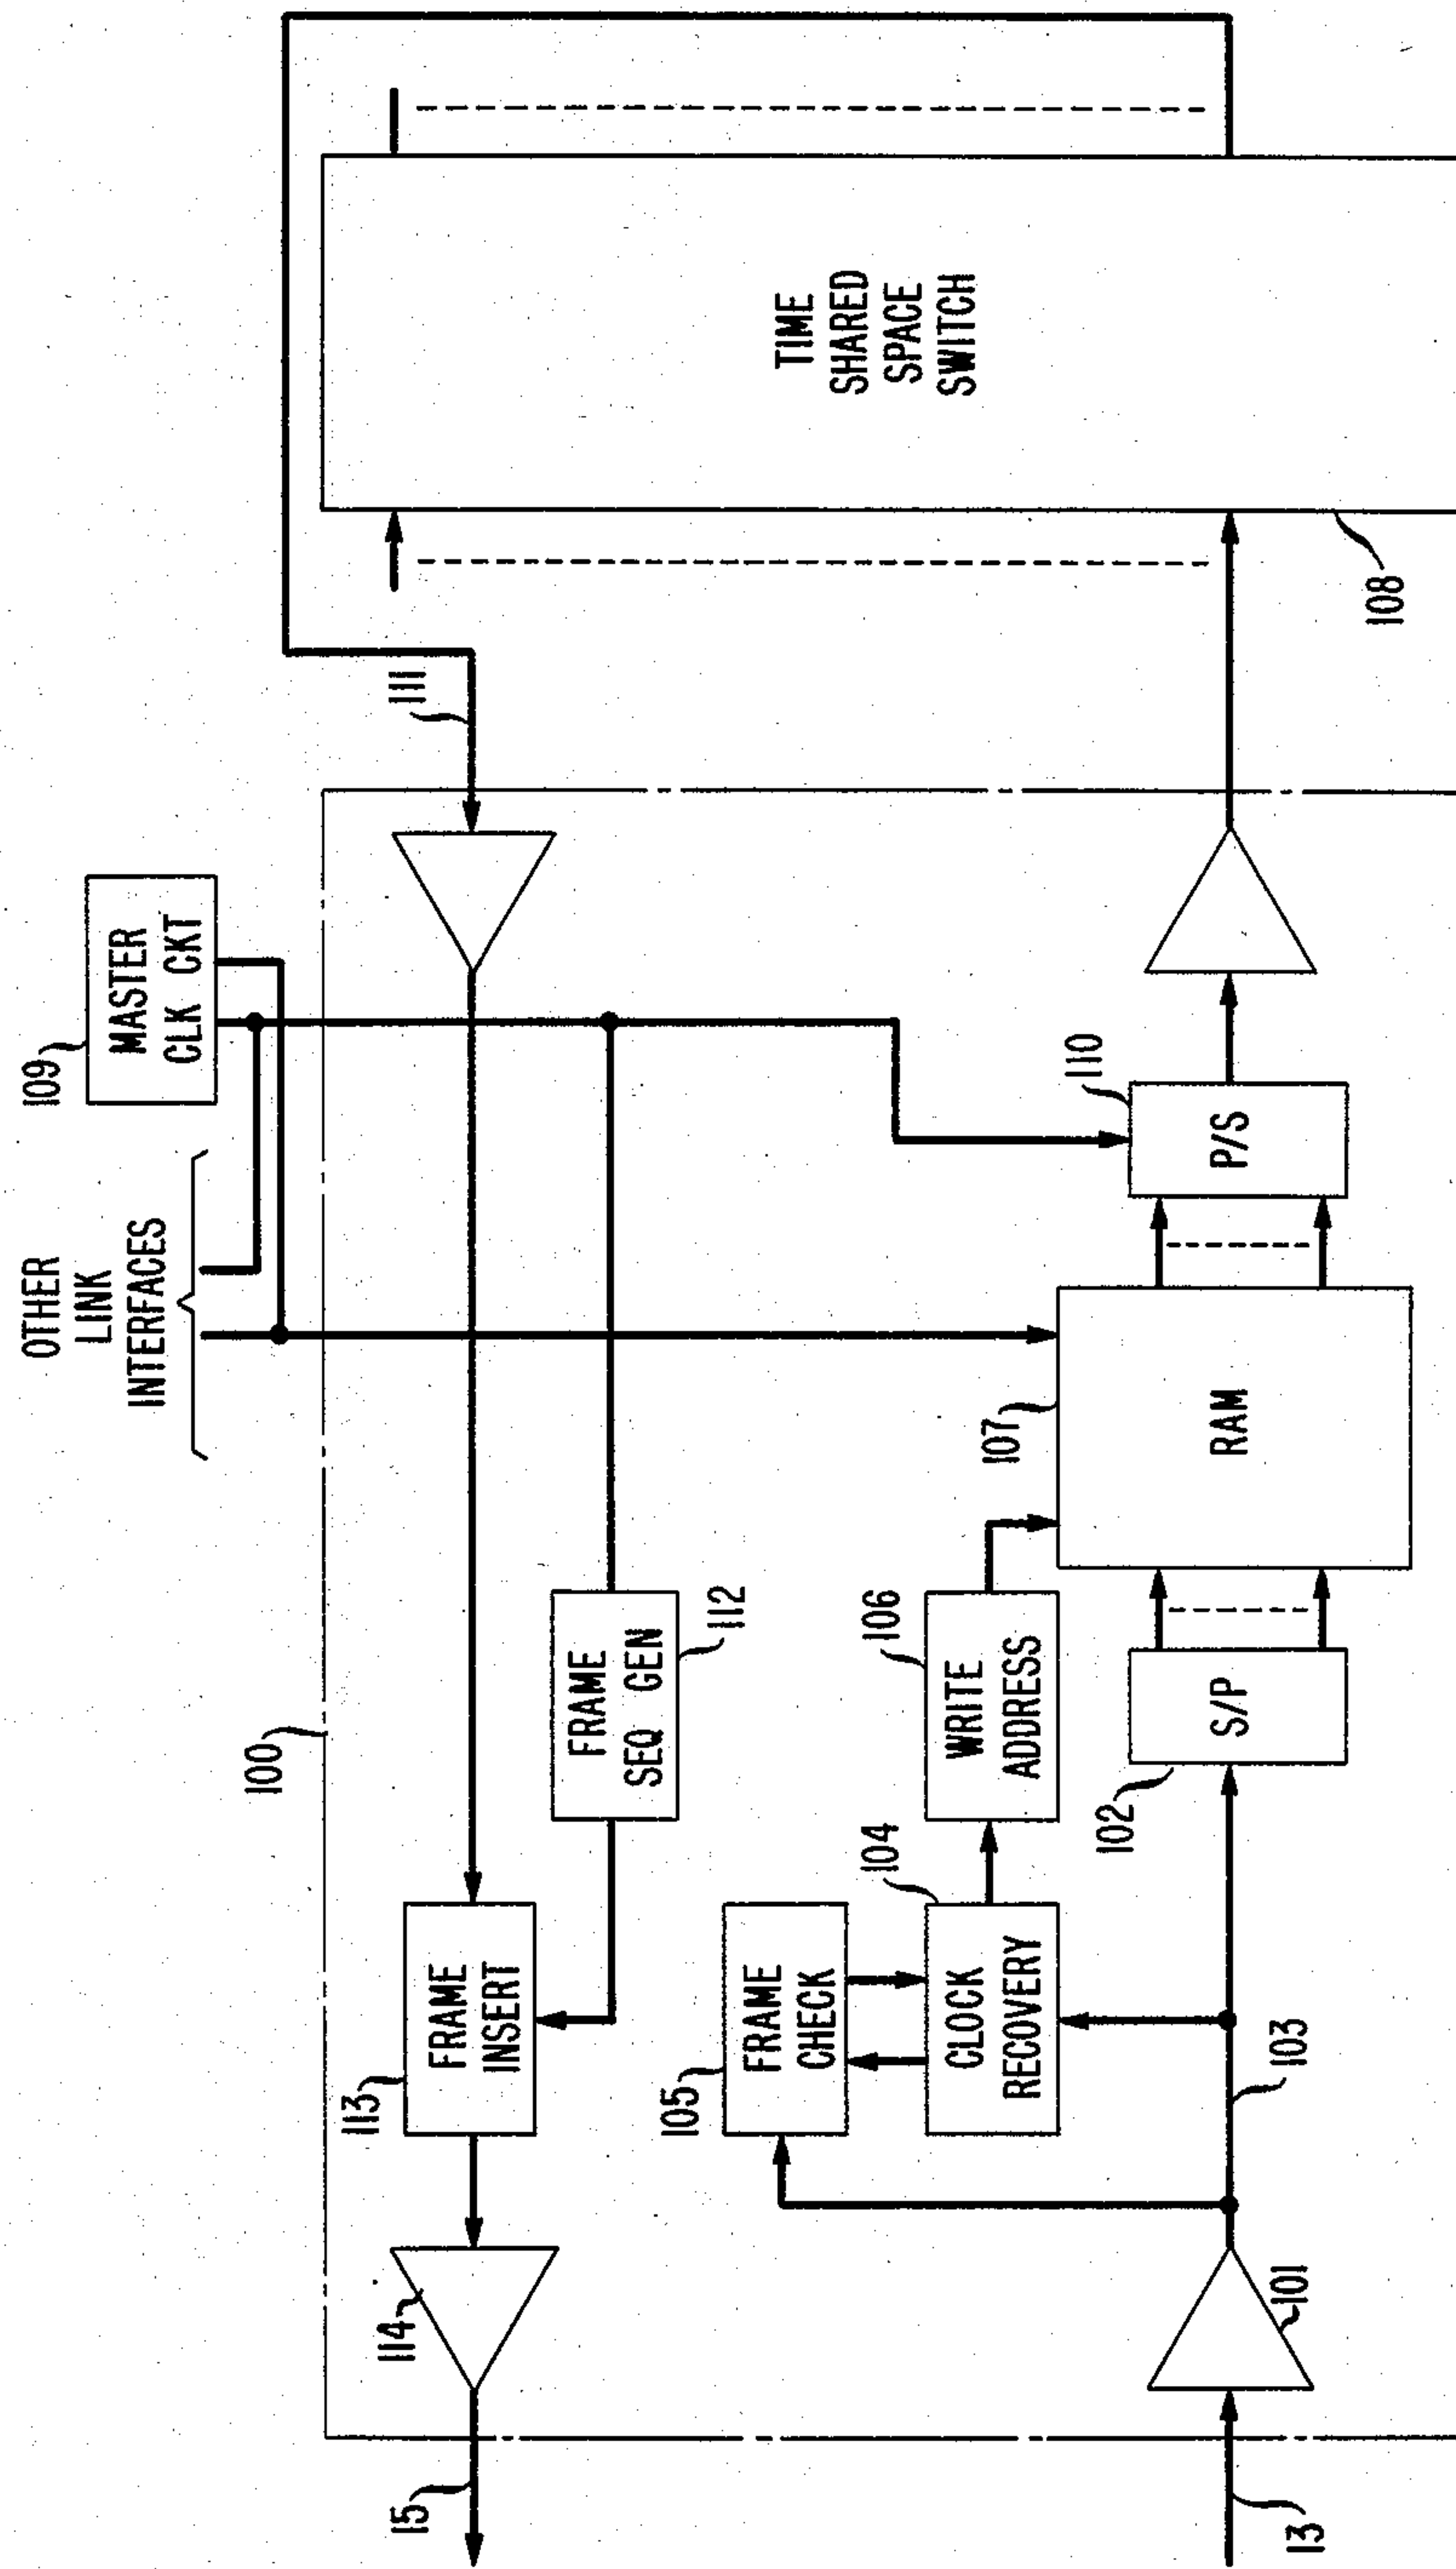 109
MASTER
CLK CKT
OTHER
LINK
INTERFACES
100
111
TIME
SHARED
SPACE
SWITCH
108
15
114
113
FRAME
INSERT
FRAME
SEQ GEN
112
105
FRAME
CHECK
104
CLOCK
RECOVERY
106
WRITE
ADDRESS
107
RAM
110
P/S
102
S/P
103
101
13